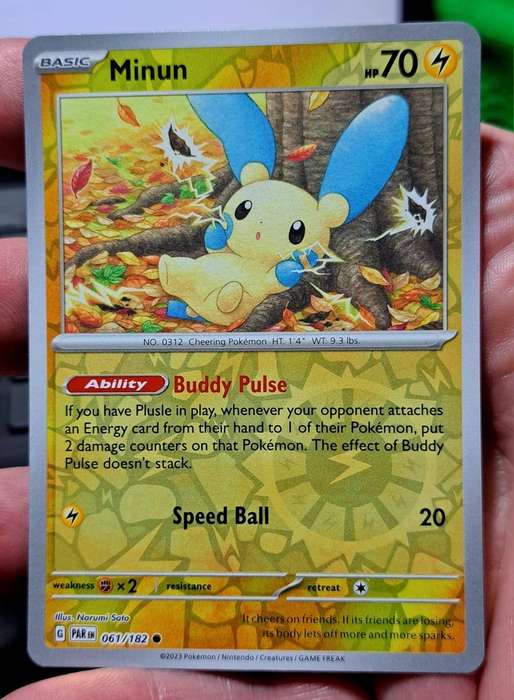 BASIC Minun HP 70
NO. 0312 Cheering Pokémon HT: 1'4" WT: 9.3 lbs.
Ability Buddy Pulse
If you have Plusle in play, whenever your opponent attaches
an Energy card from their hand to 1 of their Pokémon, put
2 damage counters on that Pokémon. The effect of Buddy
Pulse doesn't stack.
Speed Ball 20
weakness ×2 resistance retreat
Illus. Narumi Sato
It cheers on friends. If its friends are losing,
G PAR EN 061/182
its body lets off more and more sparks.
©2023 Pokémon / Nintendo / Creatures / GAME FREAK